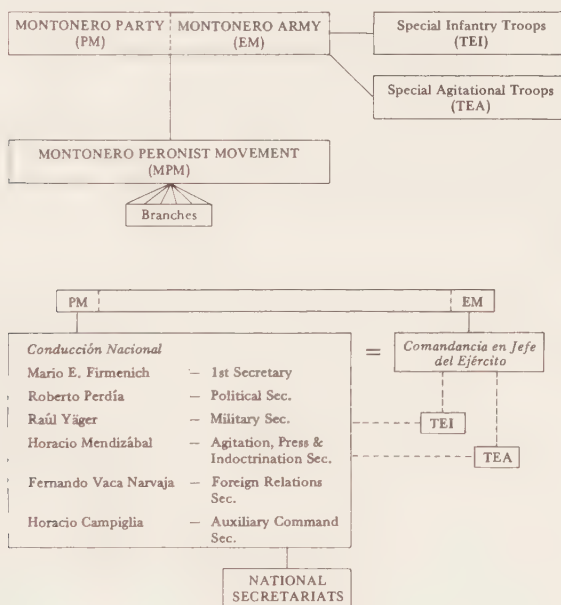 MONTONERO PARTY
(PM)
MONTONERO ARMY
(EM)
Special Infantry Troops
(TEI)
Special Agitational Troops
(TEA)
MONTONERO PERONIST MOVEMENT
(MPM)
Branches
PM
EM
Conducción Nacional
Mario E. Firmenich – 1st Secretary
Roberto Perdía – Political Sec.
Raúl Yäger – Military Sec.
Horacio Mendizábal – Agitation, Press &
Indoctrination Sec.
Fernando Vaca Narvaja – Foreign Relations
Sec.
Horacio Campiglia – Auxiliary Command
Sec.
=
Comandancia en Jefe
del Ejército
TEI
TEA
NATIONAL
SECRETARIATS